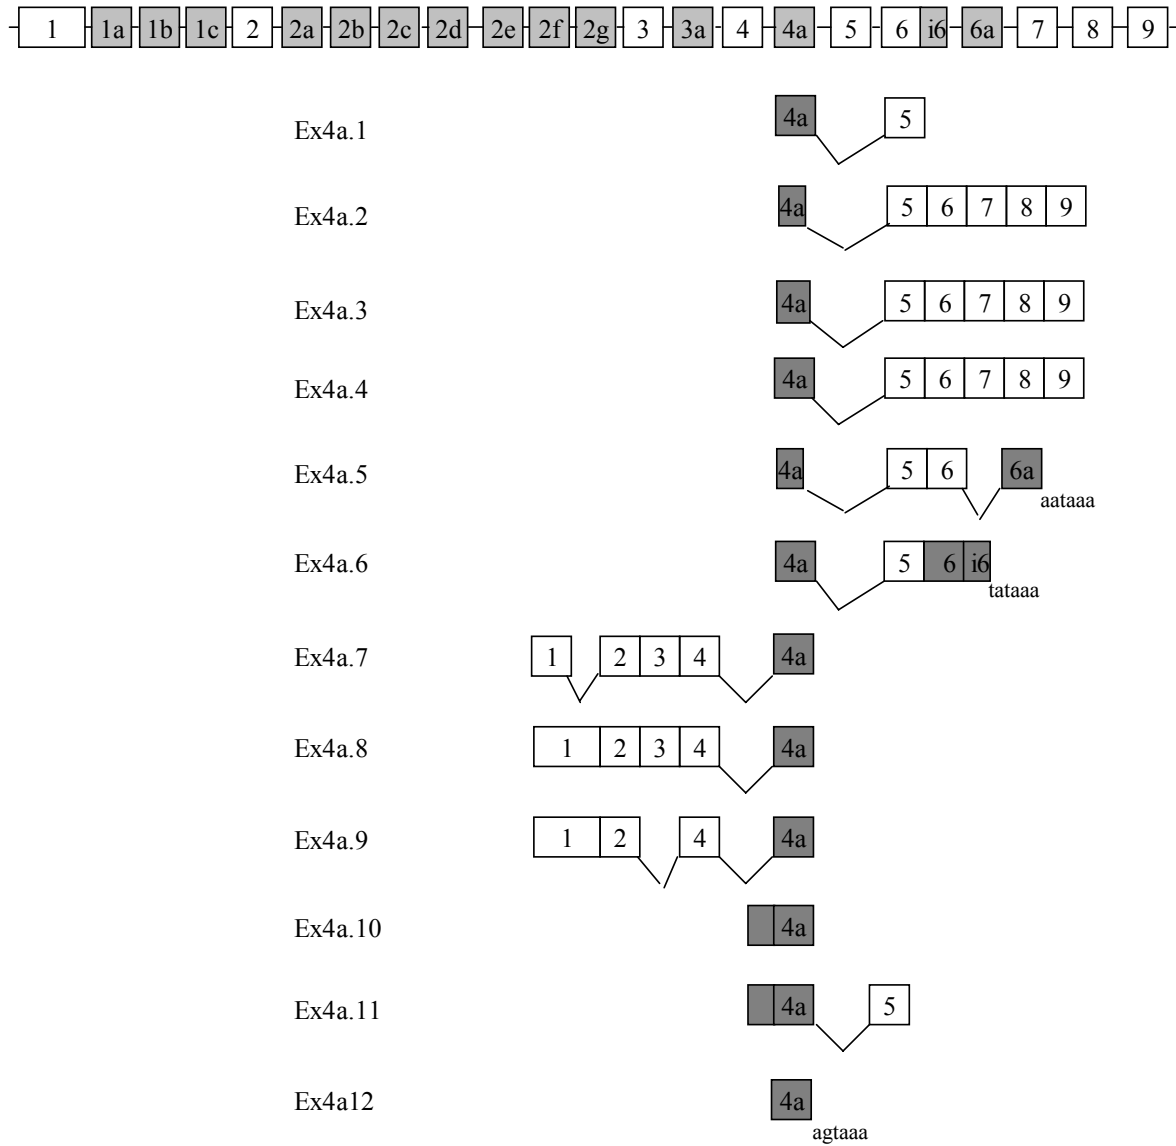 1 1a 1b 1c 2 2a 2b 2c 2d 2e 2f 2g 3 3a 4 4a 5 6 i6 6a 7 8 9
Ex4a.1 4a 5
Ex4a.2 4a 5 6 7 8 9
Ex4a.3 4a 5 6 7 8 9
Ex4a.4 4a 5 6 7 8 9
Ex4a.5 4a 5 6 6a
aataaa
Ex4a.6 4a 5 6 i6
tataaa
Ex4a.7 1 2 3 4 4a
Ex4a.8 1 2 3 4 4a
Ex4a.9 1 2 4 4a
Ex4a.10 4a
Ex4a.11 4a 5
Ex4a12 4a
agtaaa